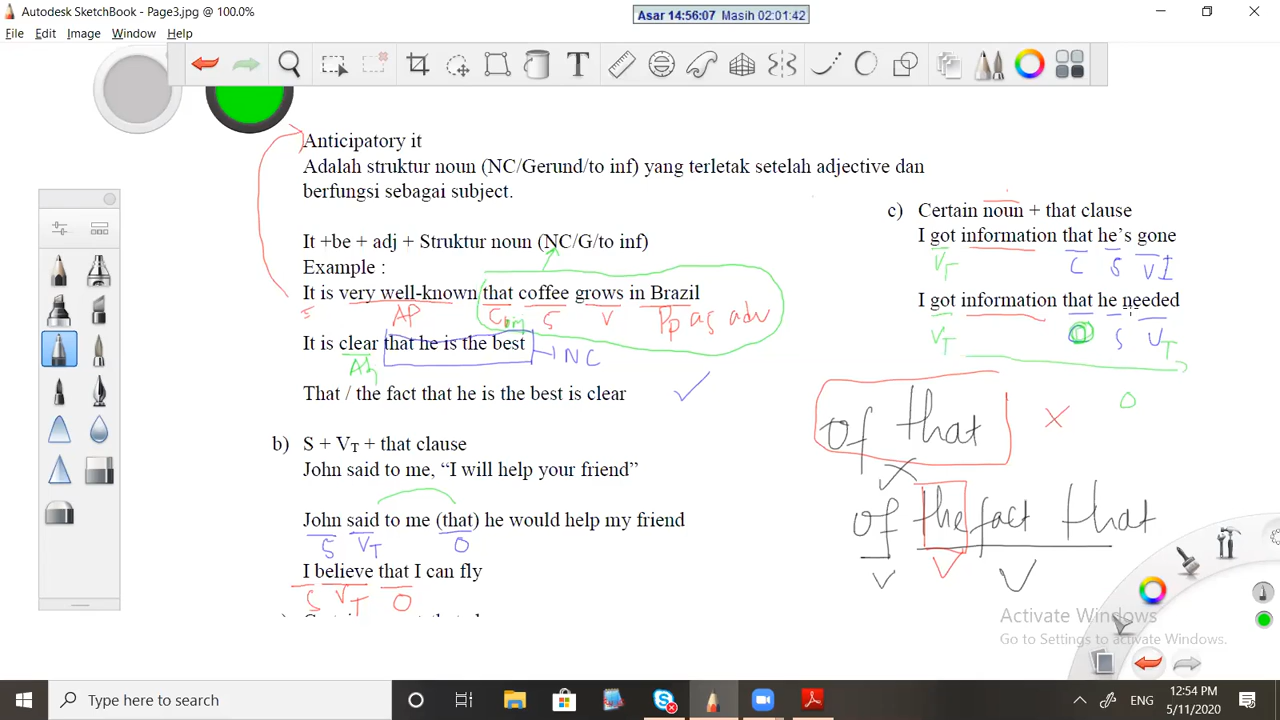 Autodesk SketchBook - Page3.jpg @ 100.0%
Asar 14:56:07 Masih 02:01:42
File Edit Image Window Help
Anticipatory it
Adalah struktur noun (NC/Gerund/to inf) yang terletak setelah adjective dan
berfungsi sebagai subject.
It +be + adj + Struktur noun (NC/G/to inf)
Example :
It is very well-known that coffee grows in Brazil
S AP Conj S V Pp as adv
It is clear that he is the best
NC
Adj
That / the fact that he is the best is clear
b) S + VT + that clause
John said to me, “I will help your friend”
John said to me (that) he would help my friend
S VT O
I believe that I can fly
S VT O
c) Certain noun + that clause
I got information that he’s gone
VT C S VI
I got information that he needed
VT O S VT
O
of that X
of the fact that
V V V
Activate Windows
Go to Settings to activate Windows.
Type here to search
ENG
12:54 PM
5/11/2020